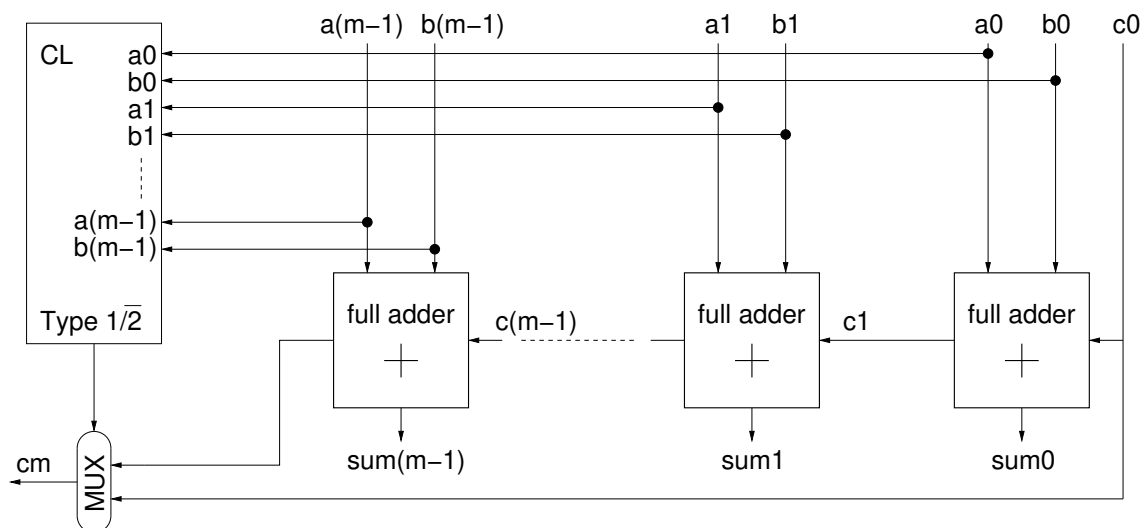 a(m−1) b(m−1) a1 b1 a0 b0 c0
CL
a0
b0
a1
b1
a(m−1)
b(m−1)
Type 1/2̅
full adder
full adder
full adder
c(m−1)
c1
+
+
+
cm
MUX
sum(m−1)
sum1
sum0